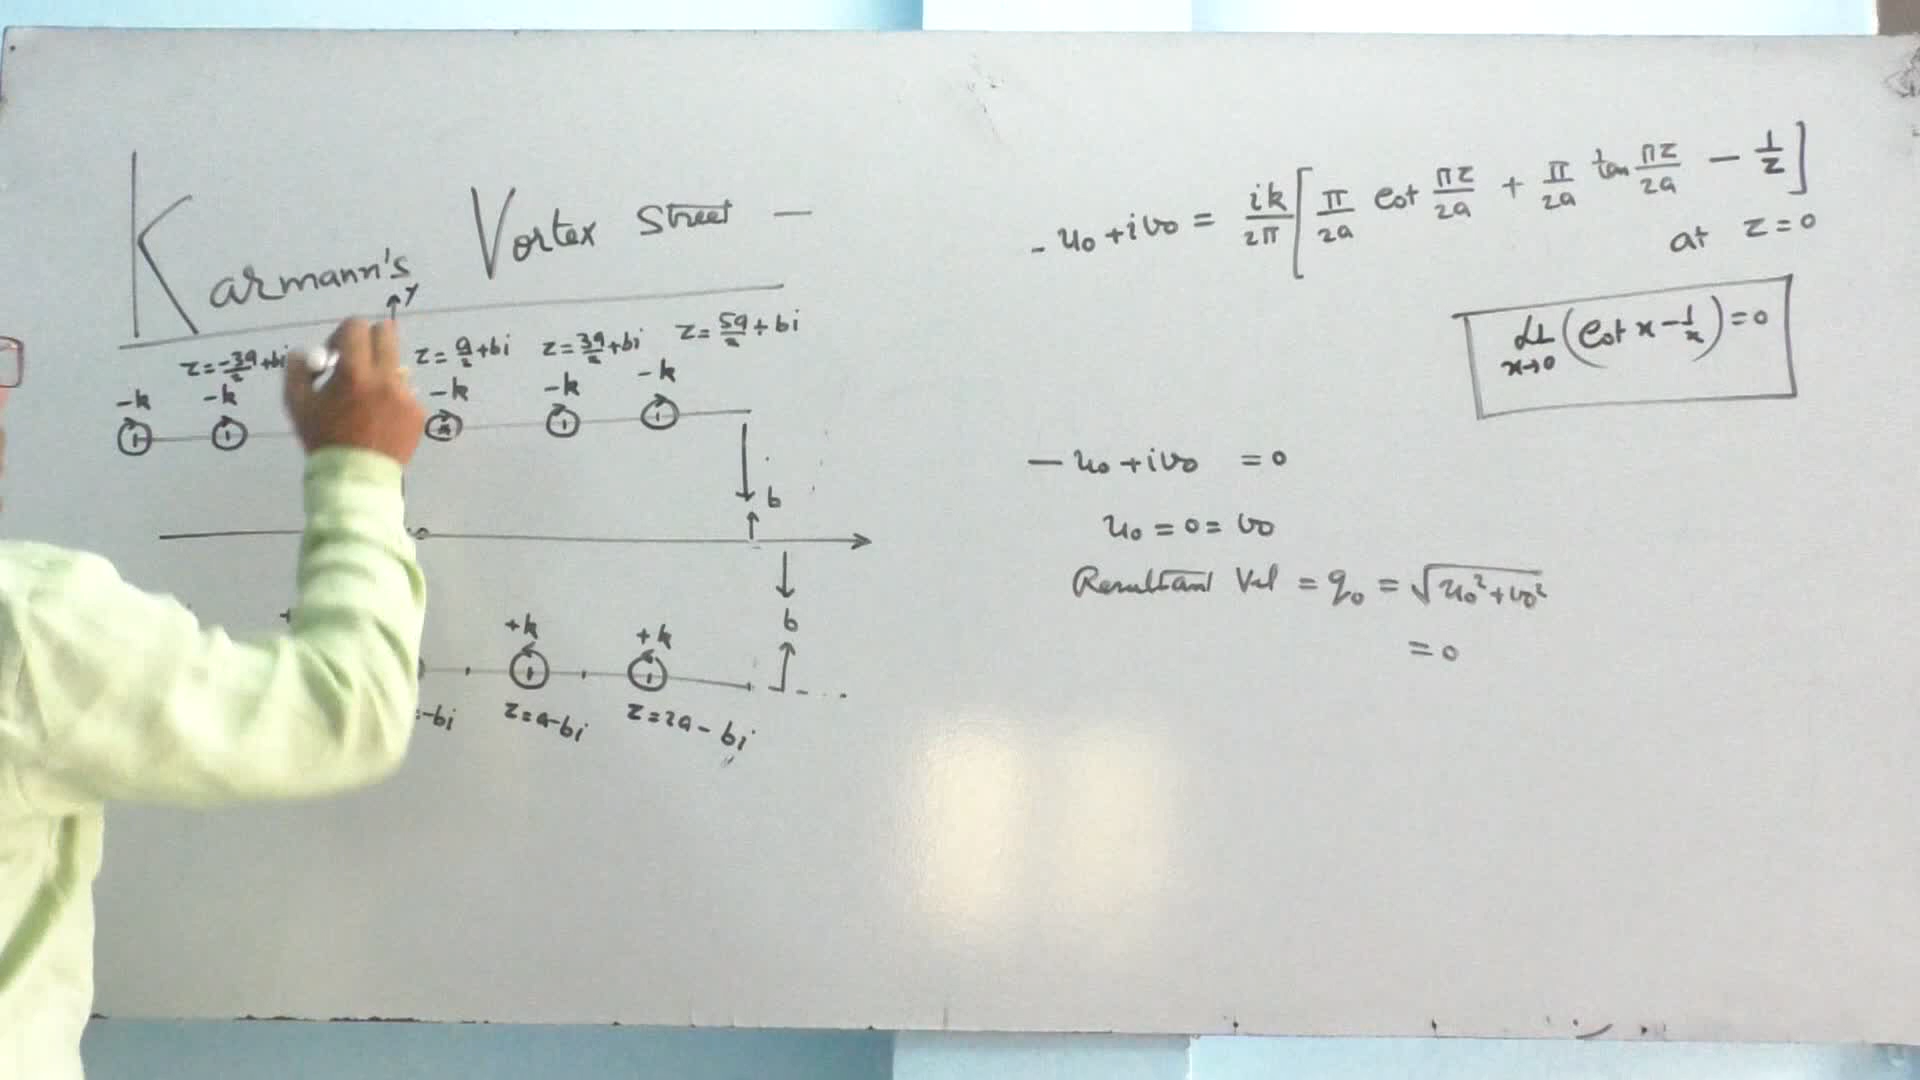 Karmann's Vortex Street —
y
z=-3a/2+bi z=a/2+bi z=3a/2+bi z=5a/2+bi
-k -k -k -k -k
b
o
b
+k +k
=-bi z=a-bi z=2a-bi
-u₀+iv₀ = ik/2π [π/2a cot πz/2a + π/2a tan πz/2a - 1/z]
at z=0
Lt x→0 (cot x - 1/x) = 0
-u₀+iv₀ = 0
u₀ = 0 = v₀
Resultant Vel = q₀ = √u₀²+v₀²
= 0